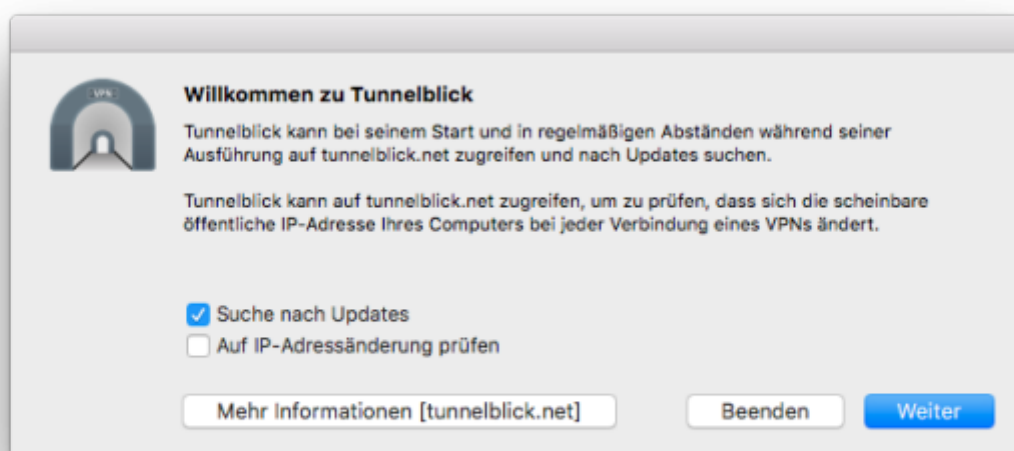 VPN
Willkommen zu Tunnelblick
Tunnelblick kann bei seinem Start und in regelmäßigen Abständen während seiner
Ausführung auf tunnelblick.net zugreifen und nach Updates suchen.
Tunnelblick kann auf tunnelblick.net zugreifen, um zu prüfen, dass sich die scheinbare
öffentliche IP-Adresse Ihres Computers bei jeder Verbindung eines VPNs ändert.
Suche nach Updates
Auf IP-Adressänderung prüfen
Mehr Informationen [tunnelblick.net]
Beenden
Weiter